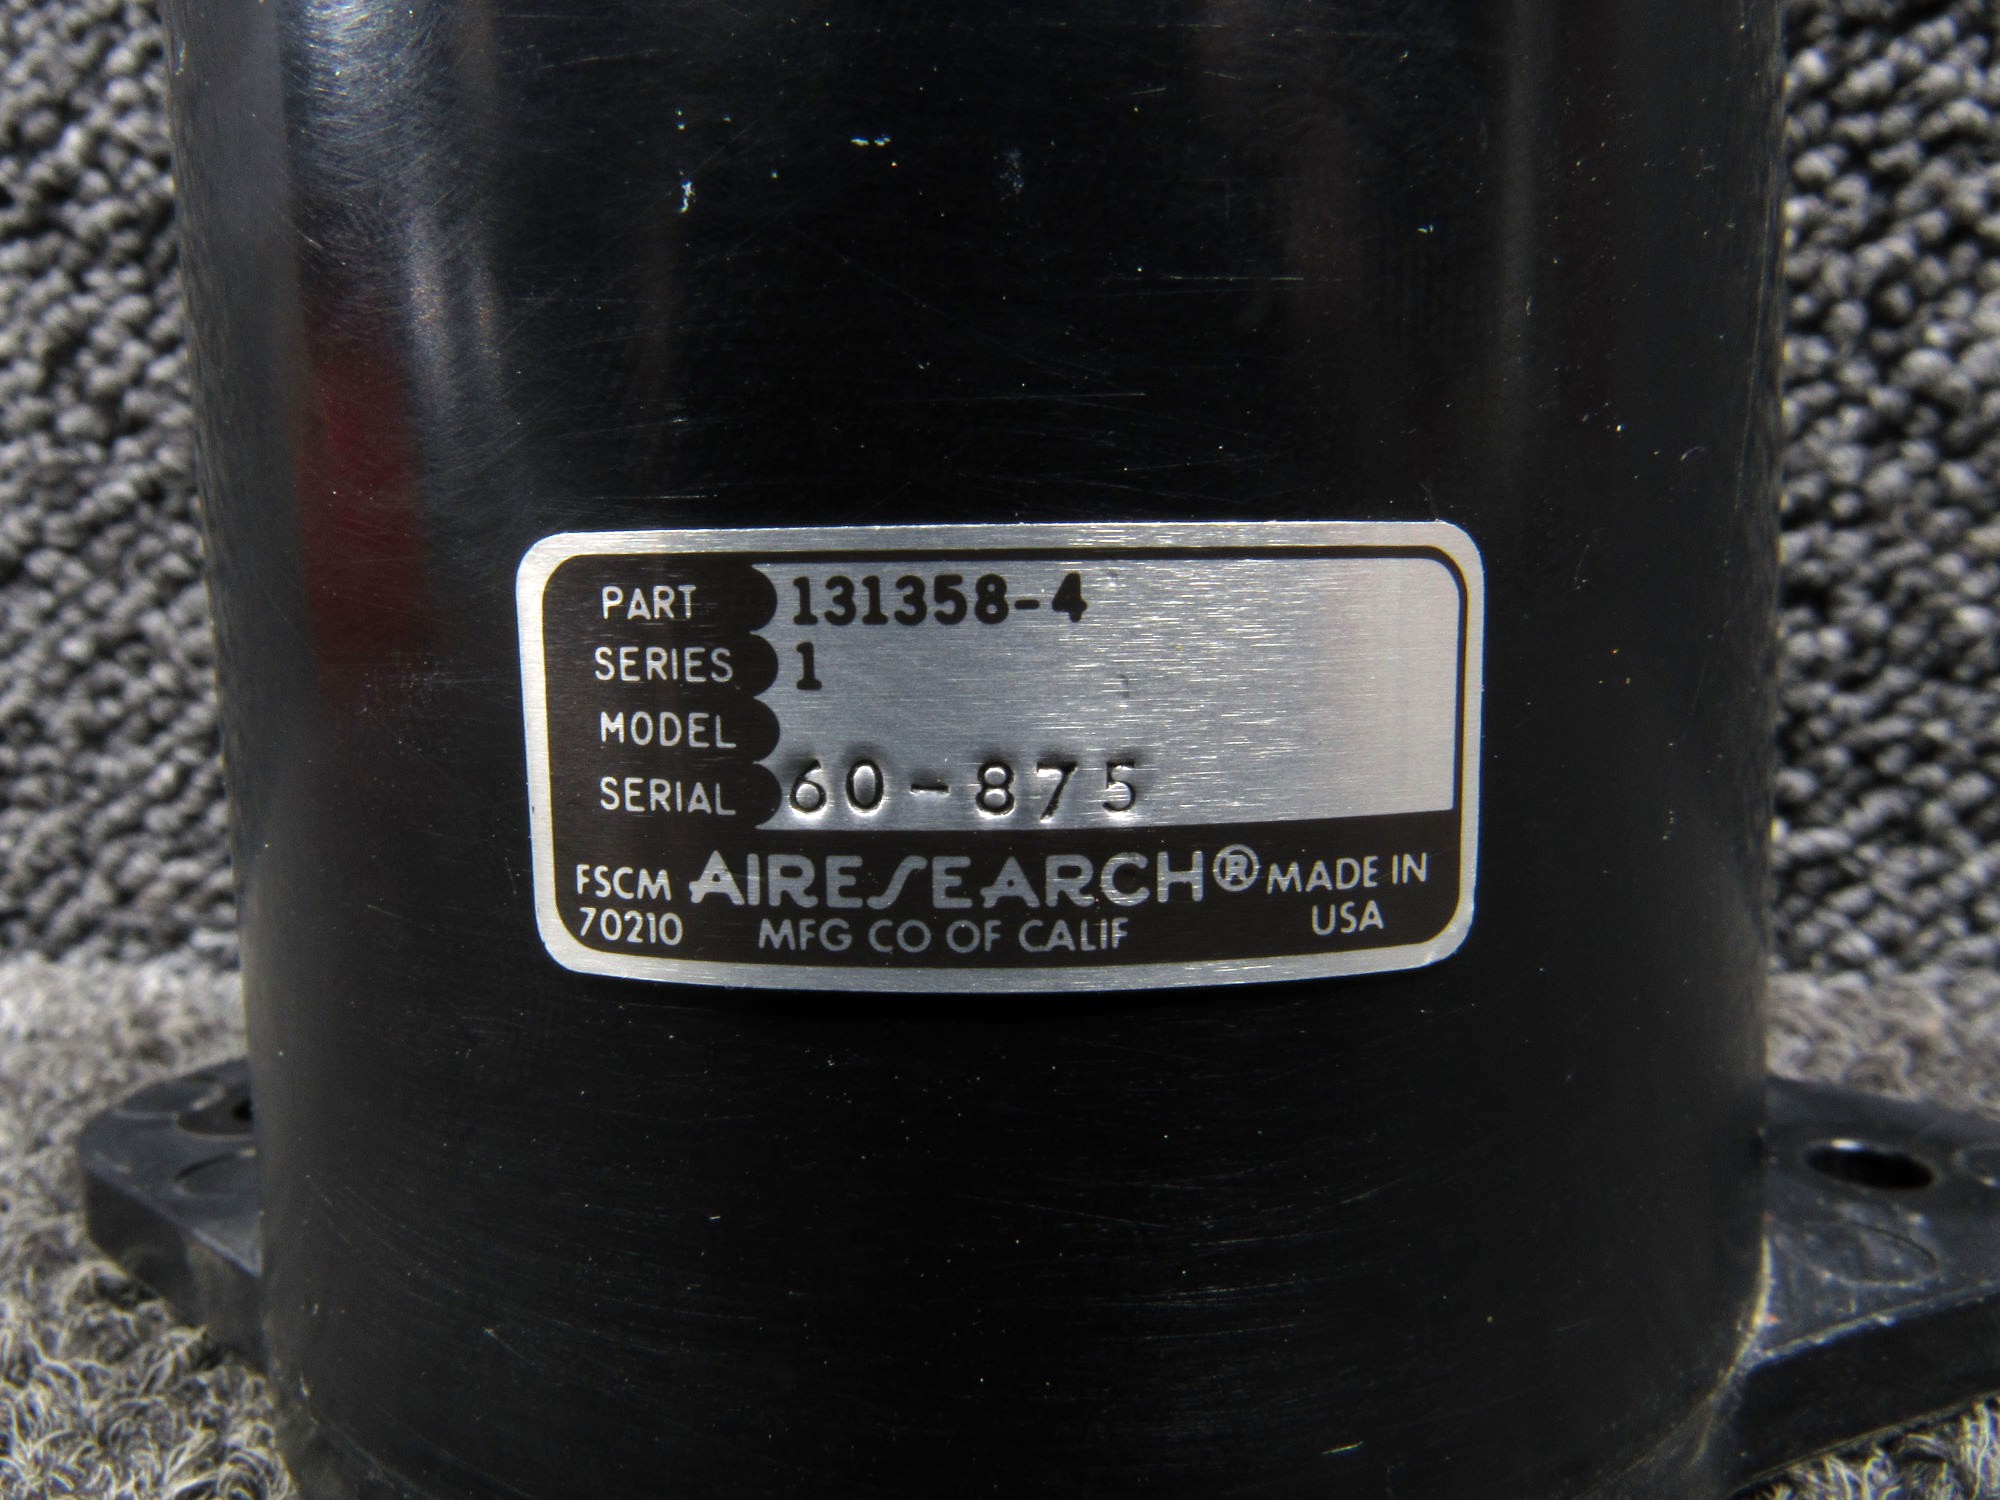 PART 131358-4
SERIES 1
MODEL
SERIAL 60-875
FSCM AIRESEARCH® MADE IN
70210 MFG CO OF CALIF USA